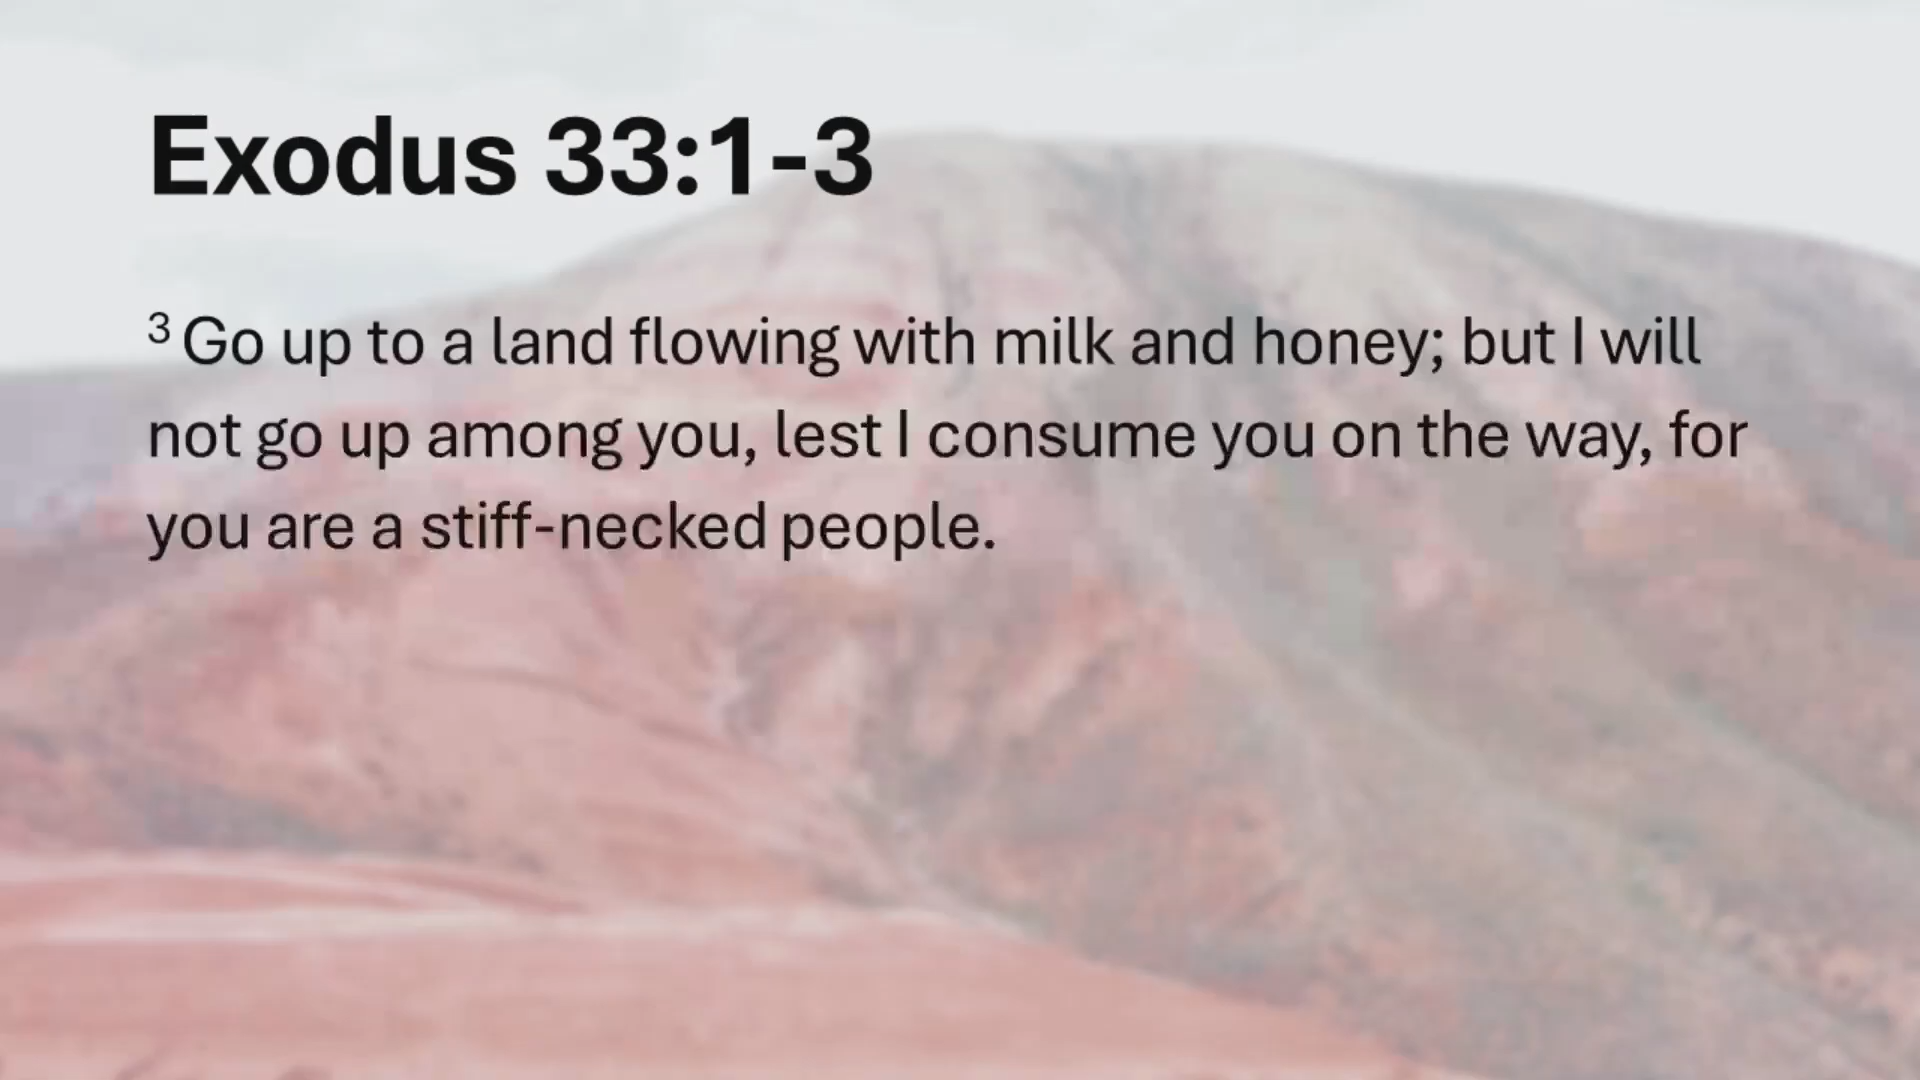 Exodus 33:1-3
3 Go up to a land flowing with milk and honey; but I will
not go up among you, lest I consume you on the way, for
you are a stiff-necked people.